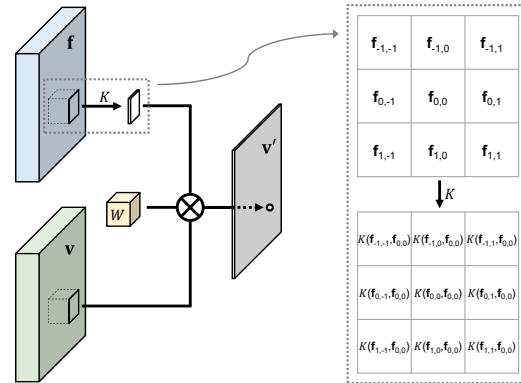 f
K
W
v
v′
f-1,-1 f-1,0 f-1,1
f0,-1 f0,0 f0,1
f1,-1 f1,0 f1,1
K
K(f-1,-1,f0,0) K(f-1,0,f0,0) K(f-1,1,f0,0)
K(f0,-1,f0,0) K(f0,0,f0,0) K(f0,1,f0,0)
K(f1,-1,f0,0) K(f1,0,f0,0) K(f1,1,f0,0)